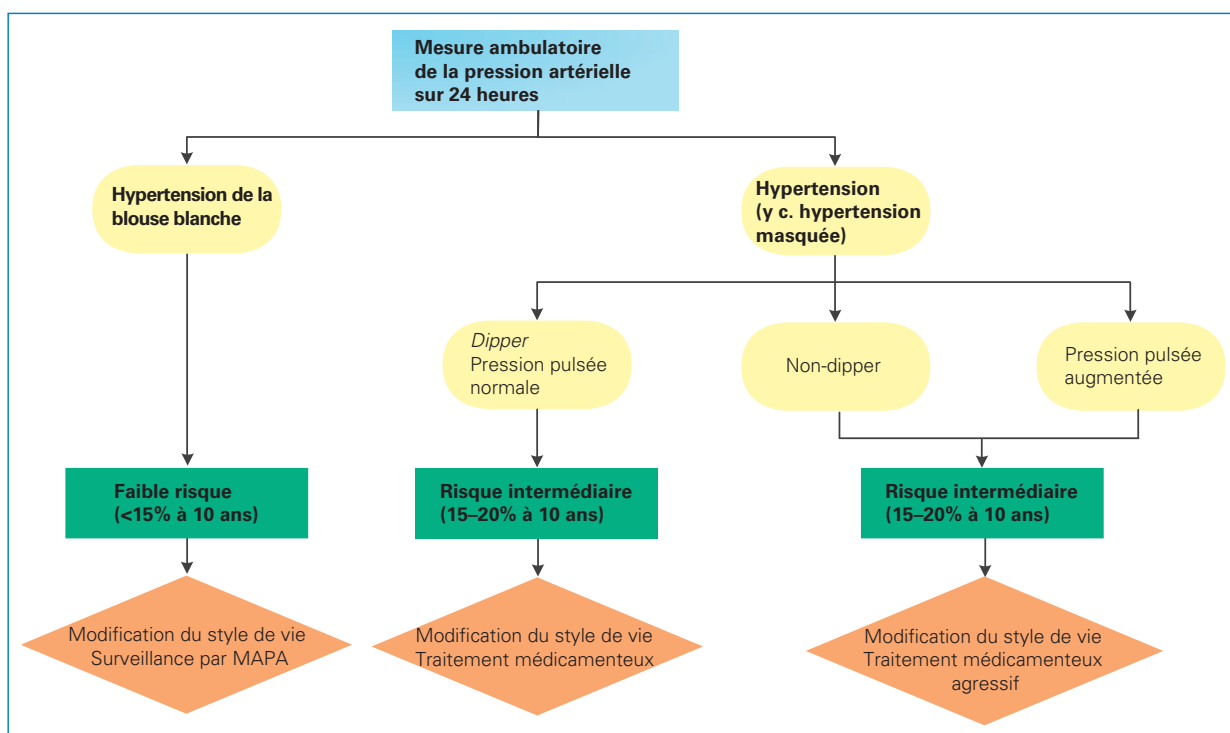 Mesure ambulatoire
de la pression artérielle
sur 24 heures
Hypertension de la
blouse blanche
Hypertension
(y c. hypertension
masquée)
Dipper
Pression pulsée
normale
Non-dipper
Pression pulsée
augmentée
Faible risque
(<15% à 10 ans)
Risque intermédiaire
(15–20% à 10 ans)
Risque intermédiaire
(15–20% à 10 ans)
Modification du style de vie
Surveillance par MAPA
Modification du style de vie
Traitement médicamenteux
Modification du style de vie
Traitement médicamenteux
agressif